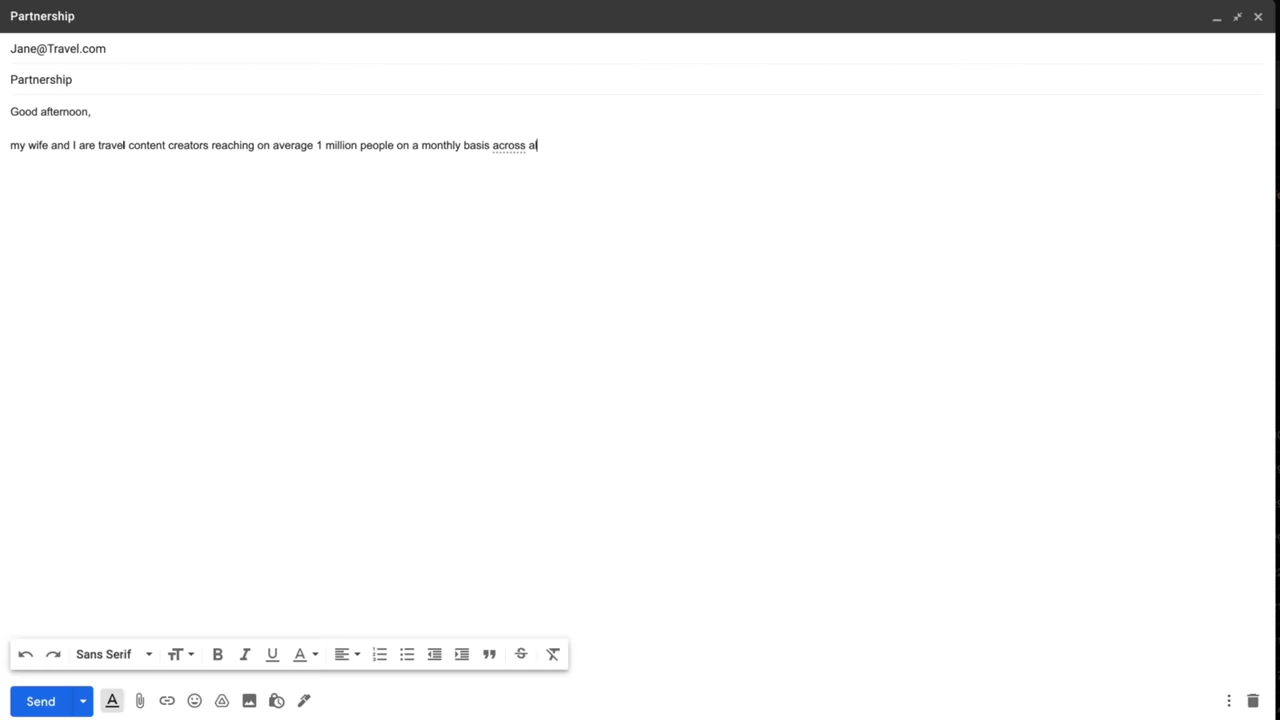 Partnership
Jane@Travel.com
Partnership
Good afternoon,
my wife and I are travel content creators reaching on average 1 million people on a monthly basis across al
Sans Serif
Send